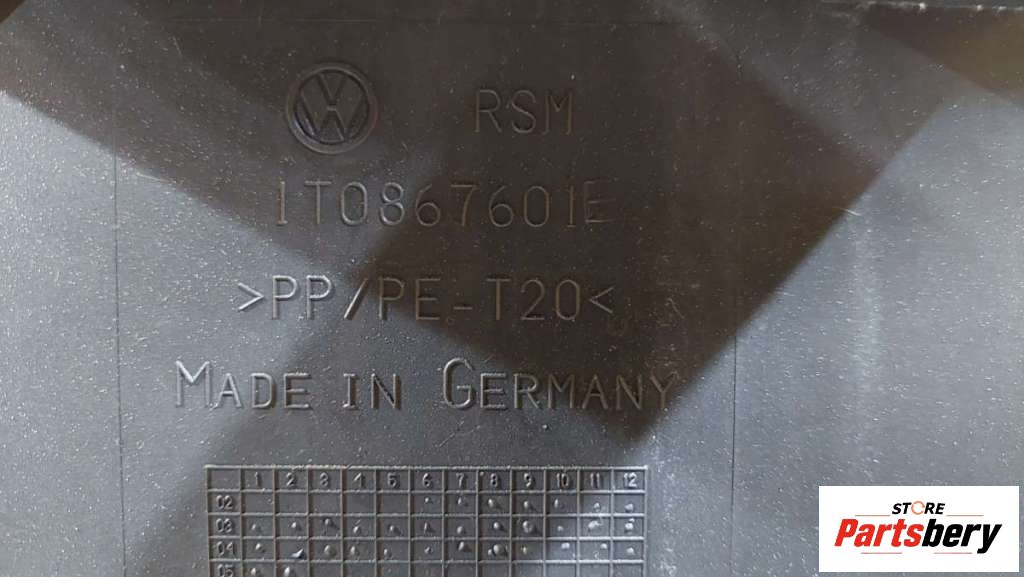 RSM
1T0867601E
>PP/PE-T20<
MADE IN GERMANY
1 2 3 4 5 6 7 8 9 10 11 12
02
03
04
05
STORE
Partsbery